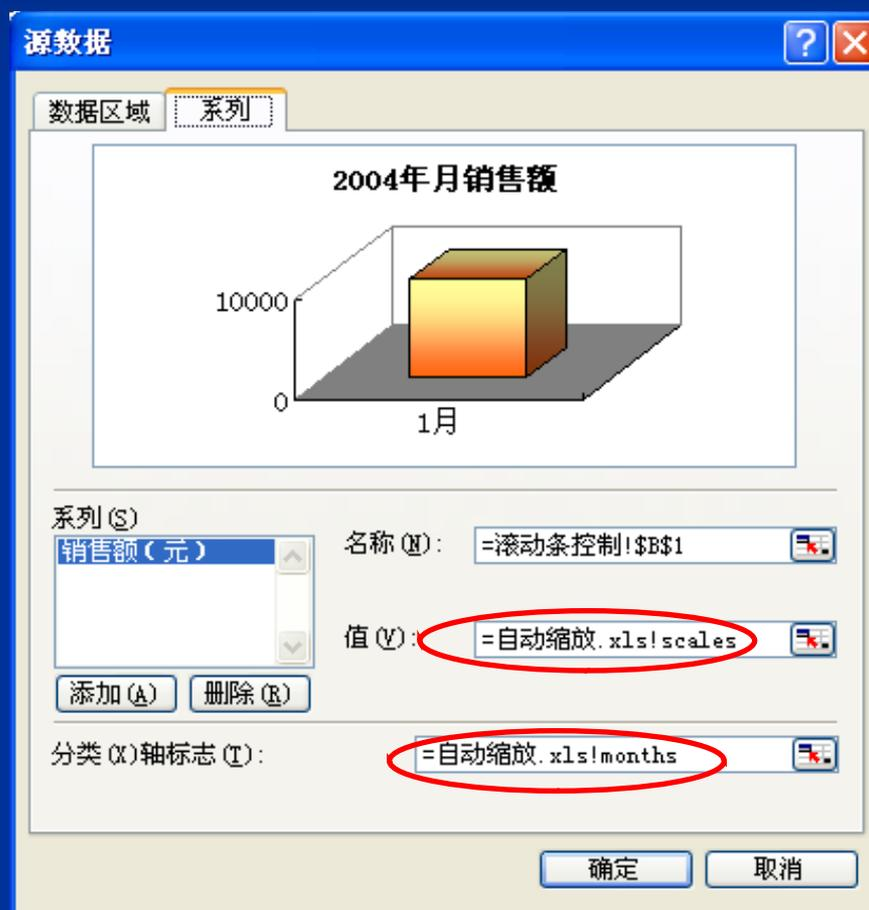 源数据
数据区域 系列
2004年月销售额
10000
0
1月
系列(S)
销售额(元)
名称(N): =滚动条控制!$B$1
值(V): =自动缩放.xls!scales
添加(A) 删除(R)
分类(X)轴标志(T): =自动缩放.xls!months
确定 取消